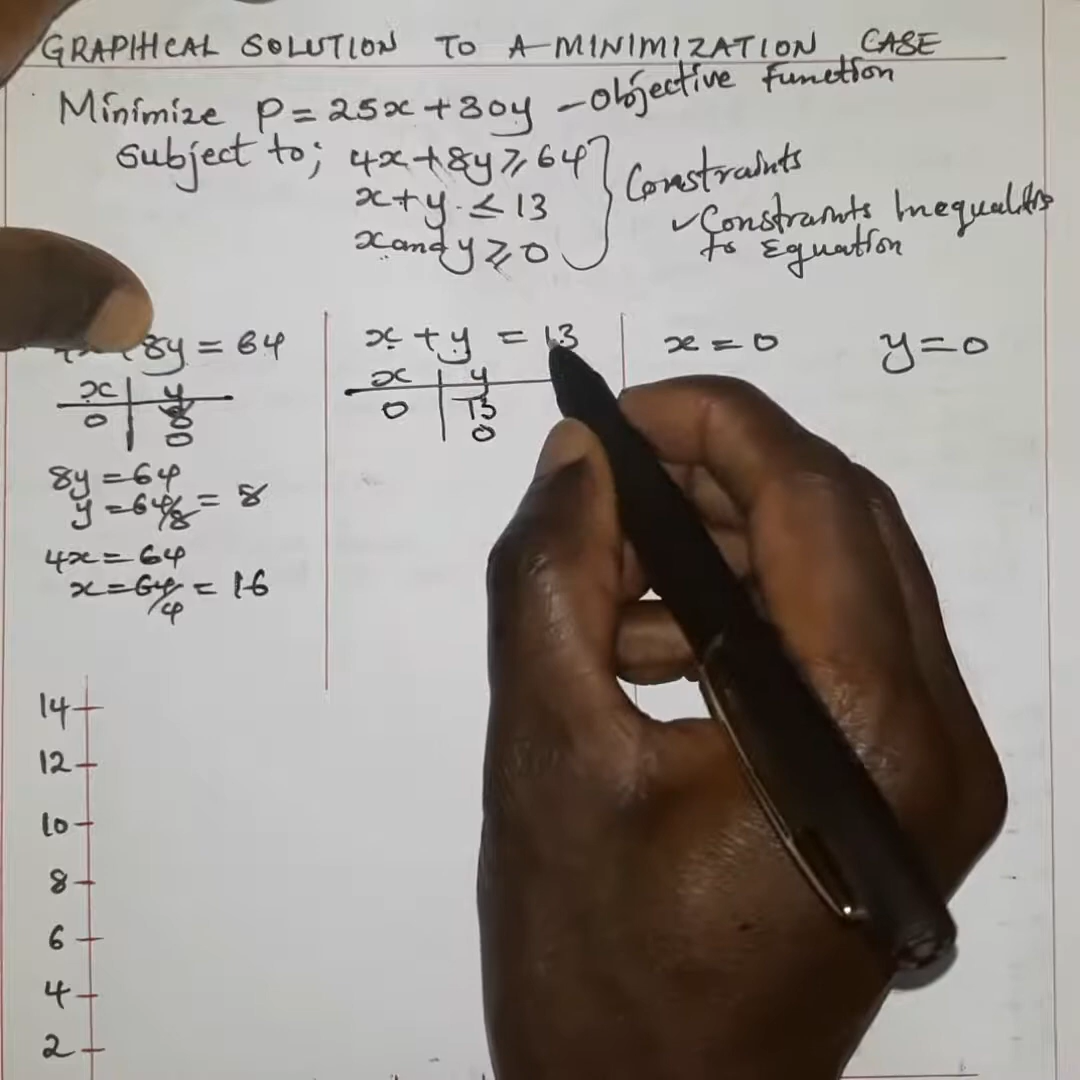 GRAPHICAL SOLUTION TO A MINIMIZATION CASE
Minimize P = 25x + 30y - Objective function
Subject to; 4x + 8y ≥ 64
x + y ≤ 13
x and y ≥ 0
Constraints
✓ Constraints Inequalities
to Equation
8y = 64
x y
0 8
0
8y = 64
y = 64/8 = 8
4x = 64
x = 64/4 = 16
x + y = 13
x y
0 13
0
x = 0
y = 0
14
12
10
8
6
4
2